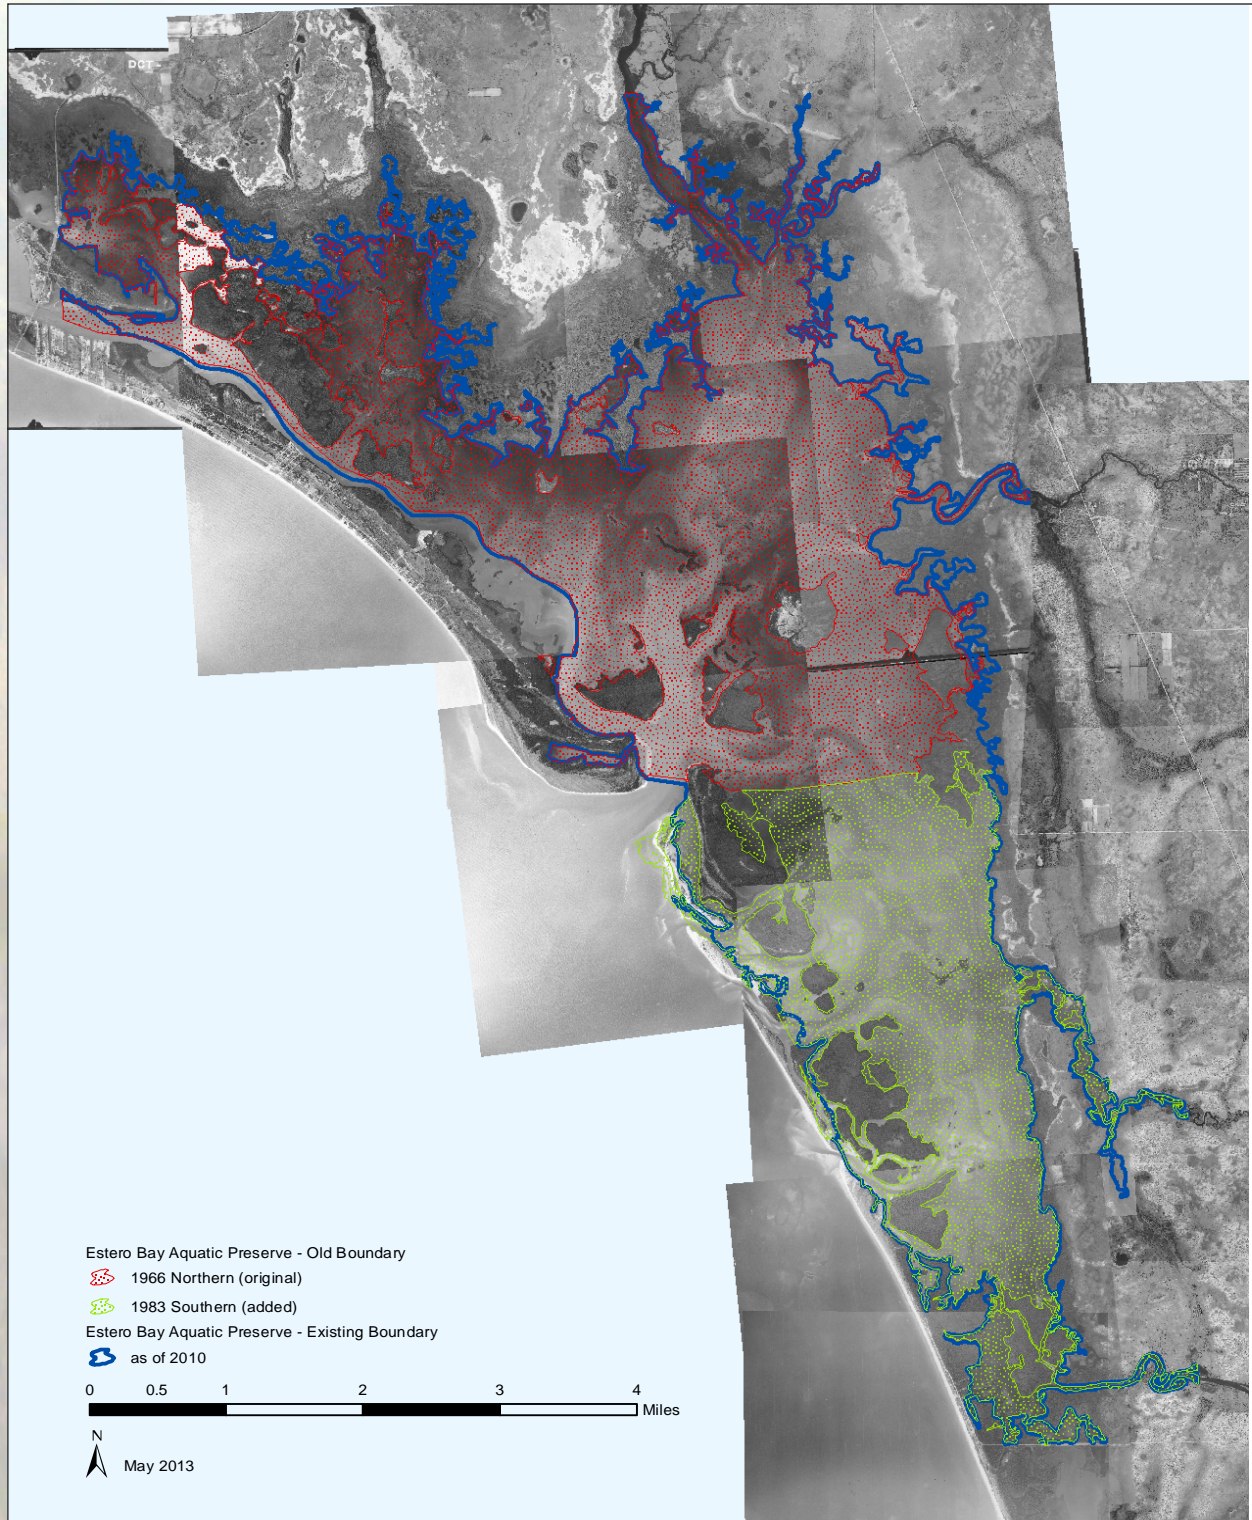 DCT-
Estero Bay Aquatic Preserve - Old Boundary
1966 Northern (original)
1983 Southern (added)
Estero Bay Aquatic Preserve - Existing Boundary
as of 2010
0 0.5 1 2 3 4
Miles
N
May 2013